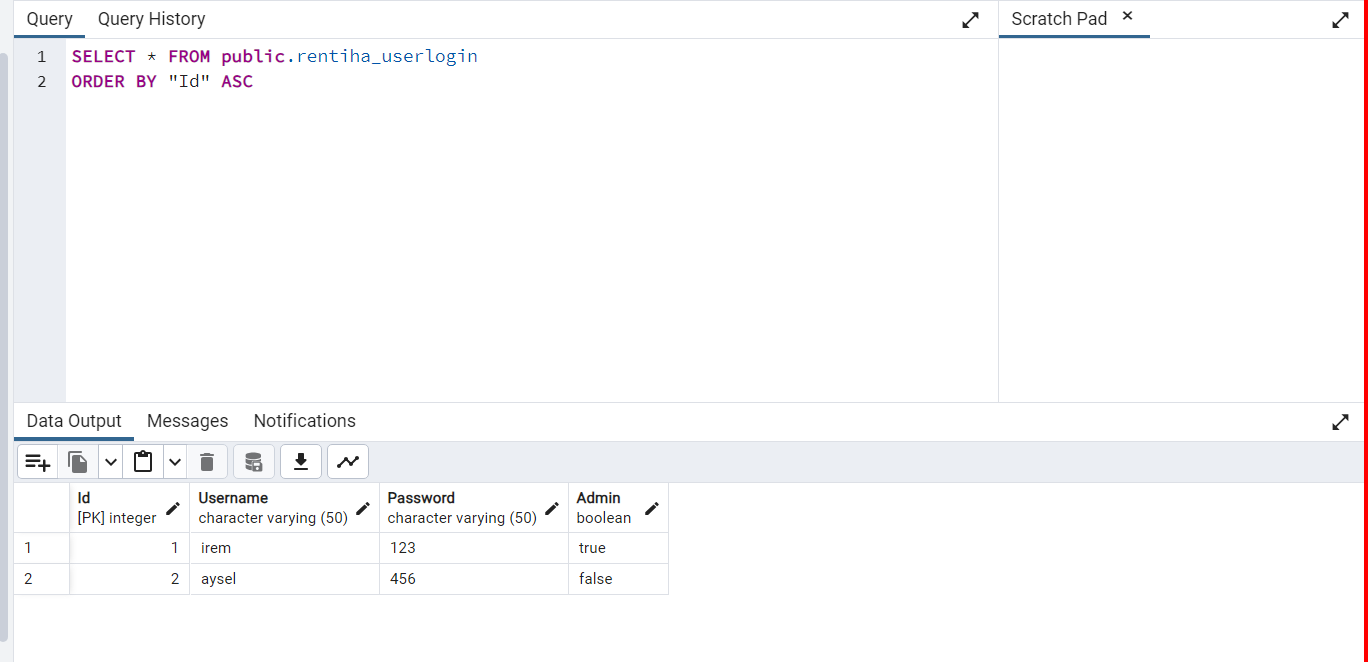 Query Query History Scratch Pad ×
1 SELECT * FROM public.rentiha_userlogin
2 ORDER BY "Id" ASC
Data Output Messages Notifications
Id Username Password Admin
[PK] integer character varying (50) character varying (50) boolean
1 1 irem 123 true
2 2 aysel 456 false